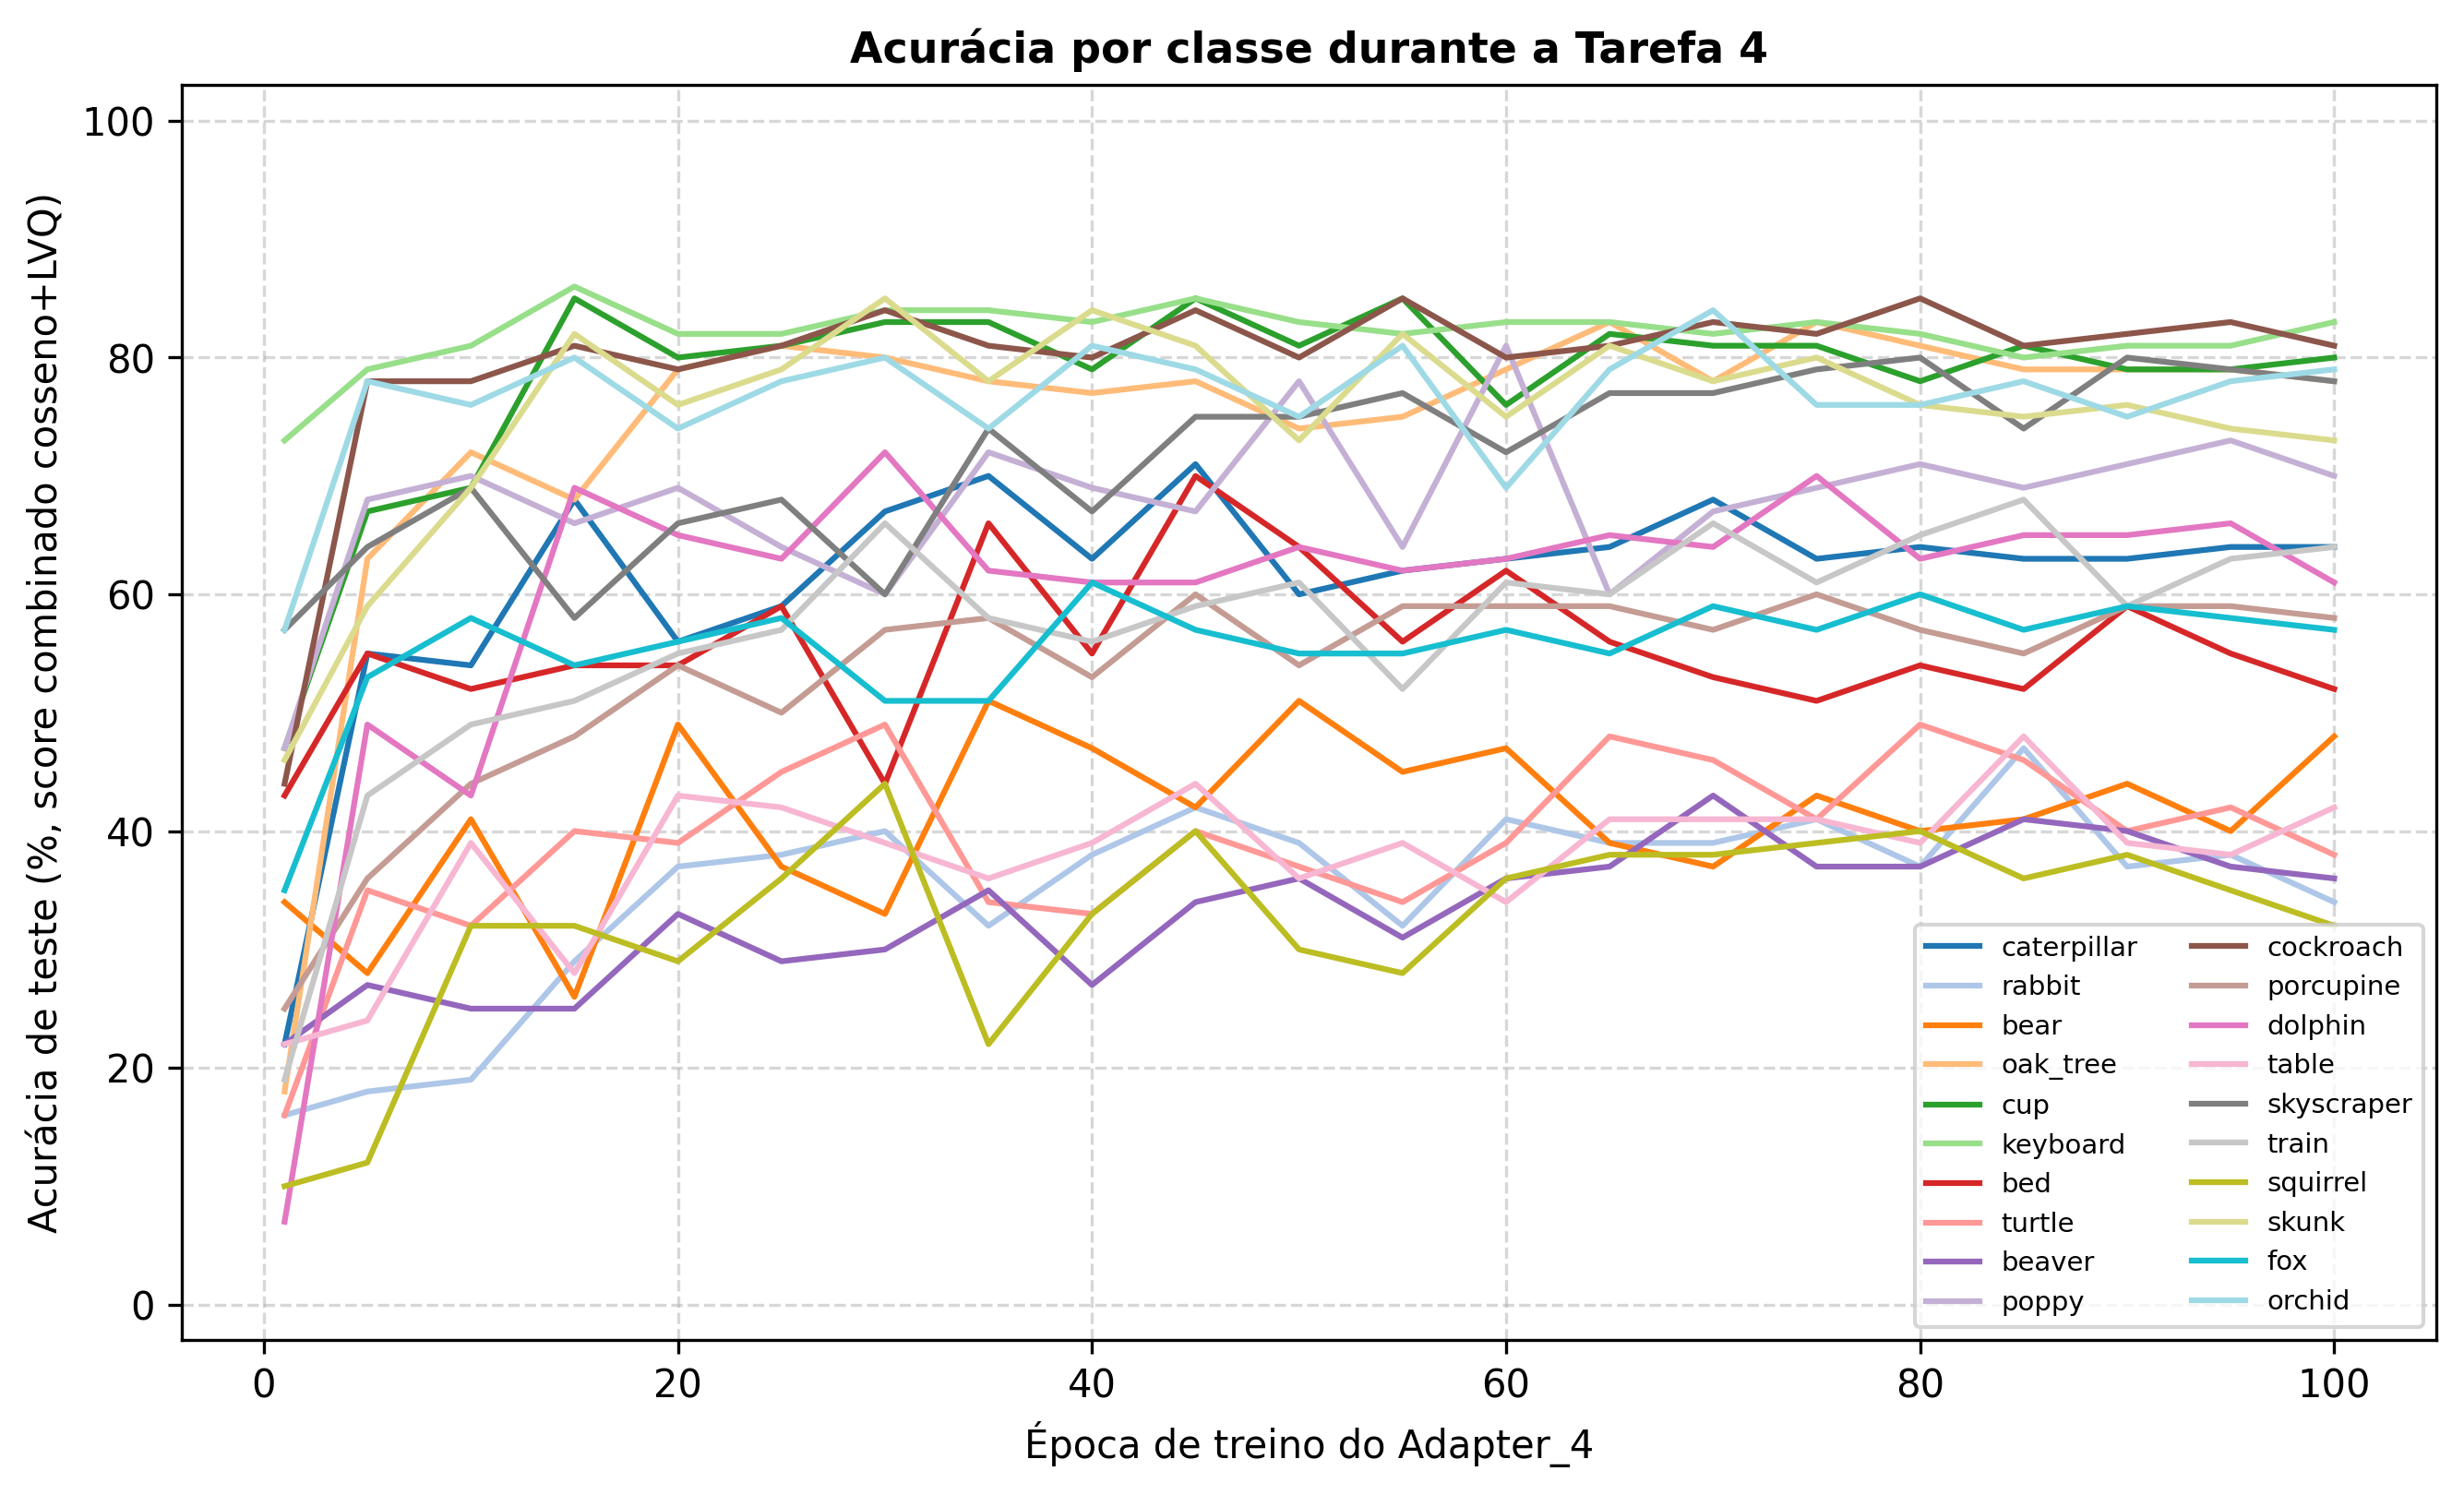 Acurácia por classe durante a Tarefa 4
Acurácia de teste (%, score combinado cosseno+LVQ)
100
80
60
40
20
0
0 20 40 60 80 100
Época de treino do Adapter_4
caterpillar
rabbit
bear
oak_tree
cup
keyboard
bed
turtle
beaver
poppy
cockroach
porcupine
dolphin
table
skyscraper
train
squirrel
skunk
fox
orchid